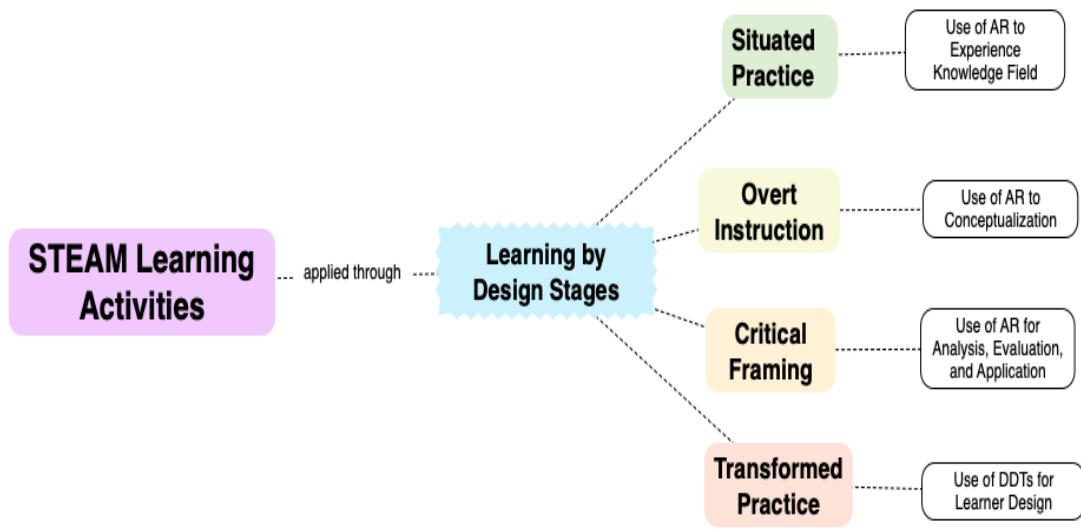 STEAM Learning
Activities
applied through
Learning by
Design Stages
Situated
Practice
Use of AR to
Experience
Knowledge Field
Overt
Instruction
Use of AR to
Conceptualization
Critical
Framing
Use of AR for
Analysis, Evaluation,
and Application
Transformed
Practice
Use of DDTs for
Learner Design